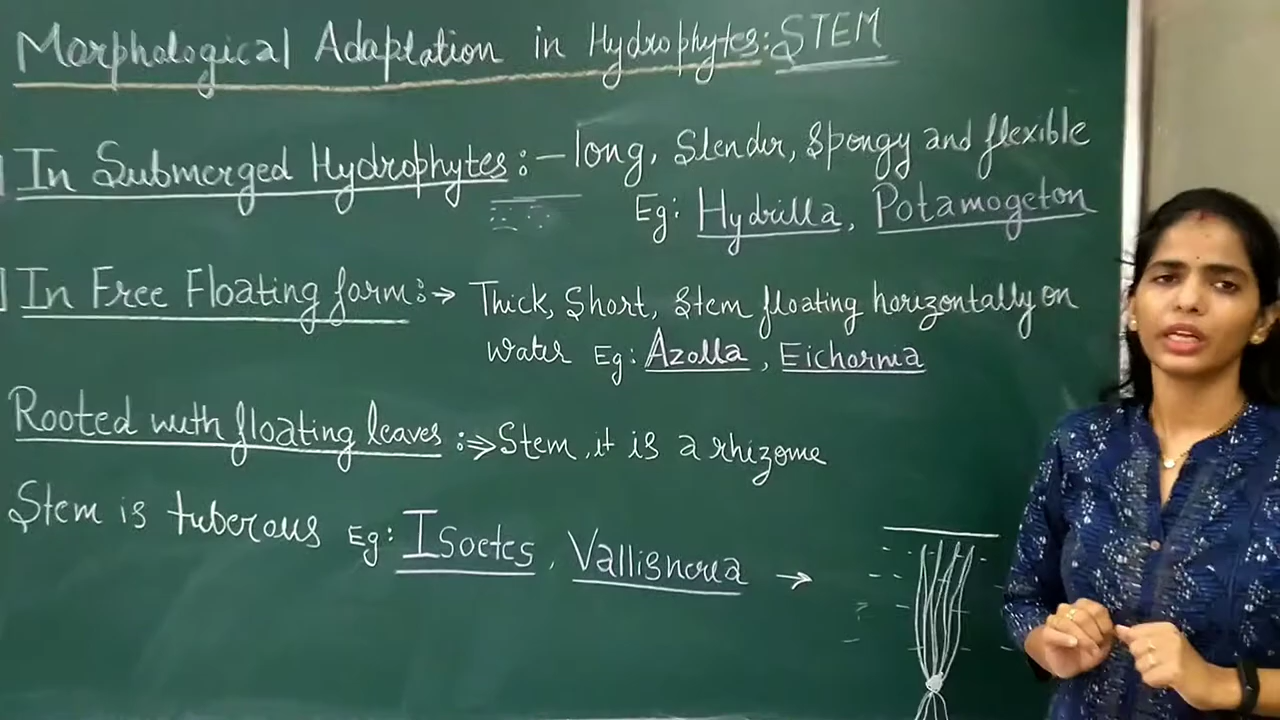 Morphological Adaptation in Hydrophytes: STEM
In Submerged Hydrophytes :- long, Slender, Spongy and flexible
Eg: Hydrilla, Potamogeton
In Free Floating form :→ Thick, Short, Stem floating horizontally on
water Eg: Azolla, Eichornia
Rooted with floating leaves :⇒ Stem, it is a rhizome
Stem is tuberous Eg: Isoetes, Vallisneria →